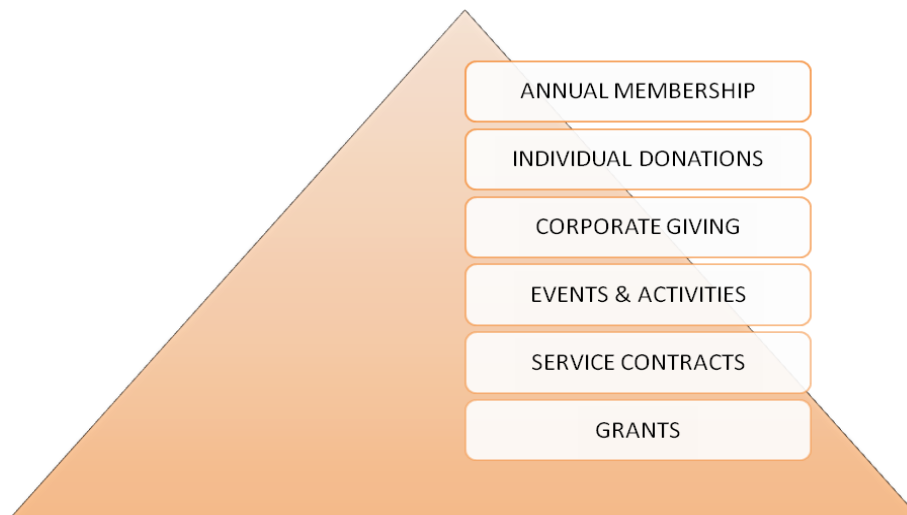 ANNUAL MEMBERSHIP
INDIVIDUAL DONATIONS
CORPORATE GIVING
EVENTS & ACTIVITIES
SERVICE CONTRACTS
GRANTS